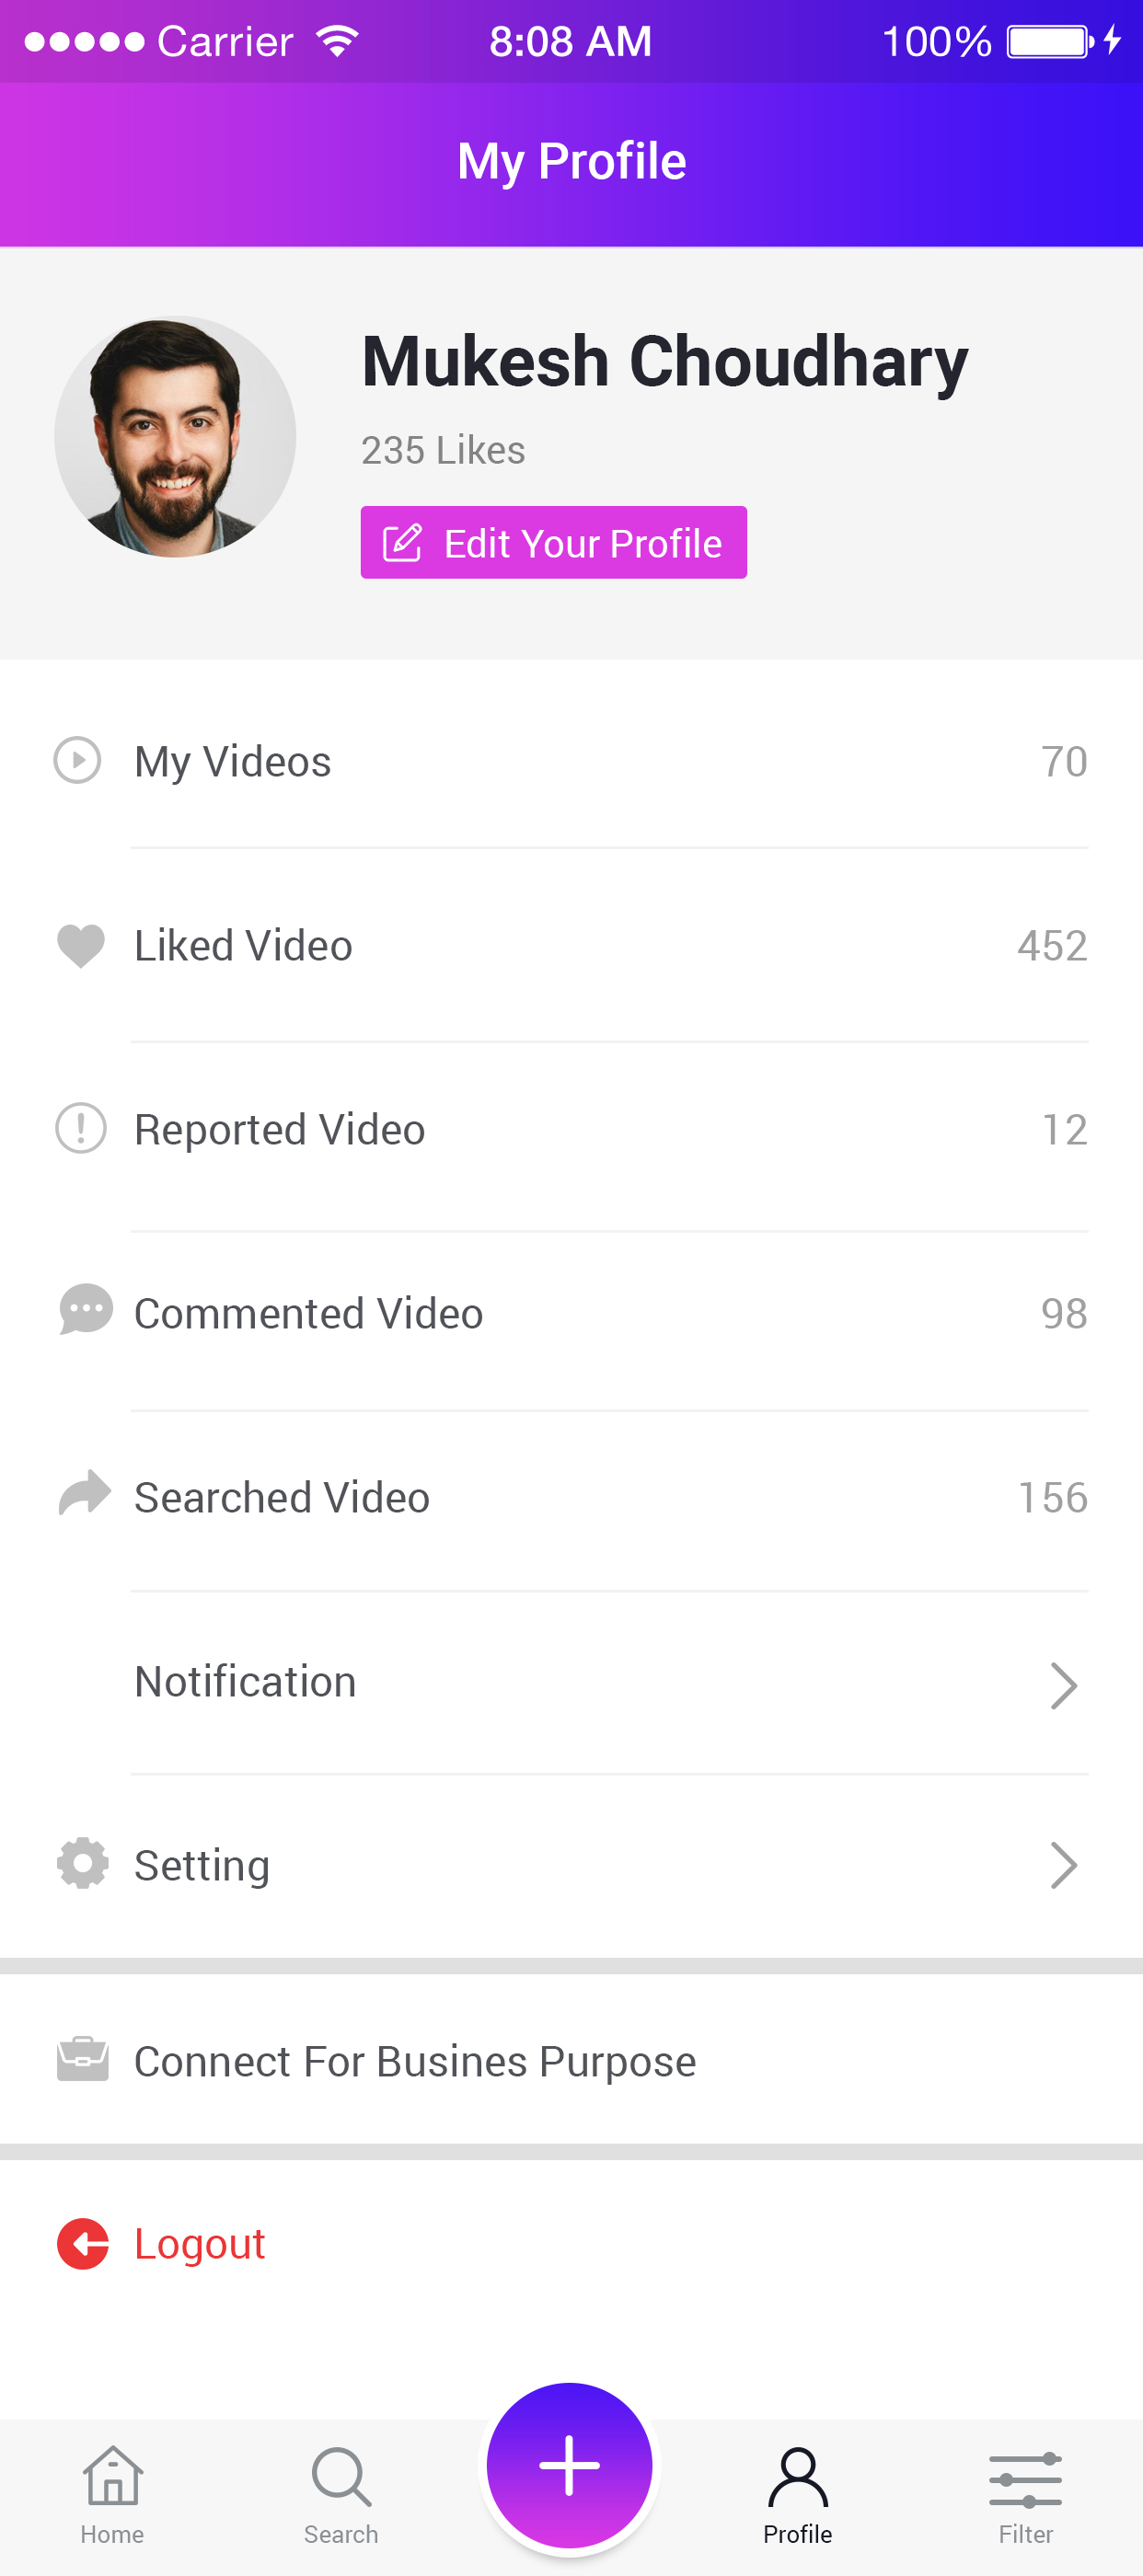 Carrier 8:08 AM 100%
My Profile
Mukesh Choudhary
235 Likes
Edit Your Profile
My Videos 70
Liked Video 452
Reported Video 12
Commented Video 98
Searched Video 156
Notification
Setting
Connect For Busines Purpose
Logout
Home Search Profile Filter